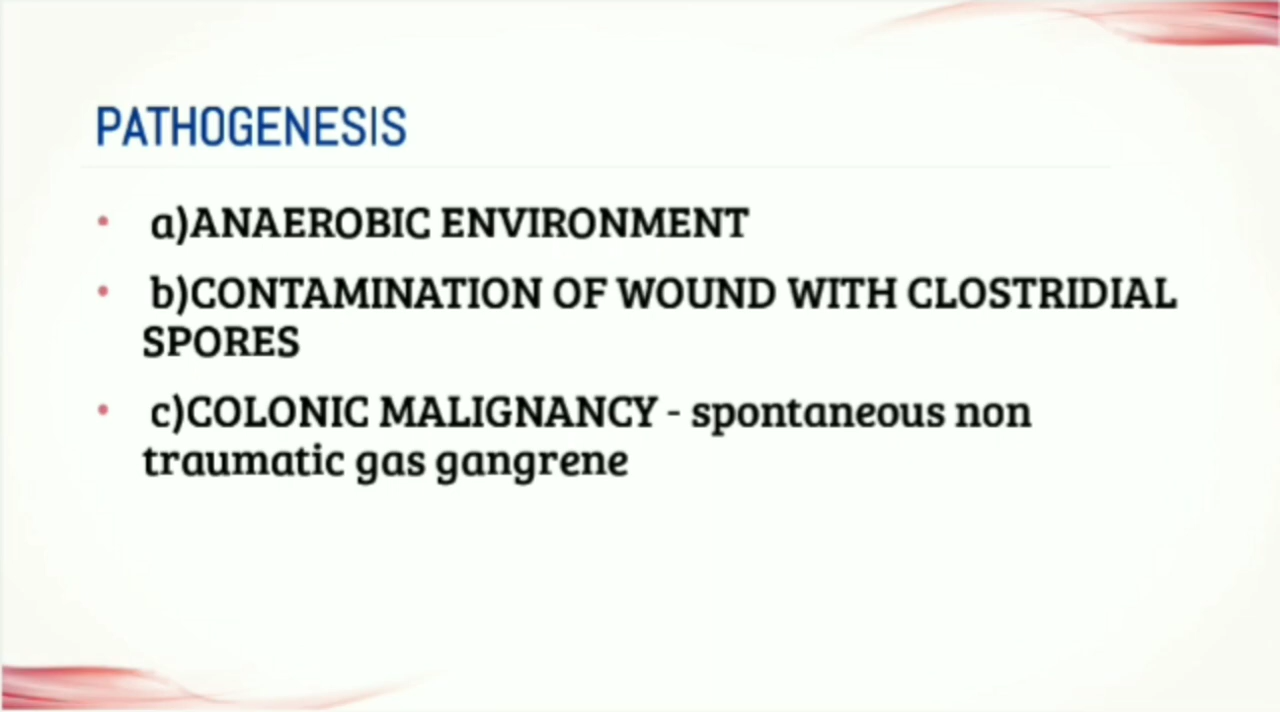 PATHOGENESIS
• a)ANAEROBIC ENVIRONMENT
• b)CONTAMINATION OF WOUND WITH CLOSTRIDIAL
SPORES
• c)COLONIC MALIGNANCY - spontaneous non
traumatic gas gangrene